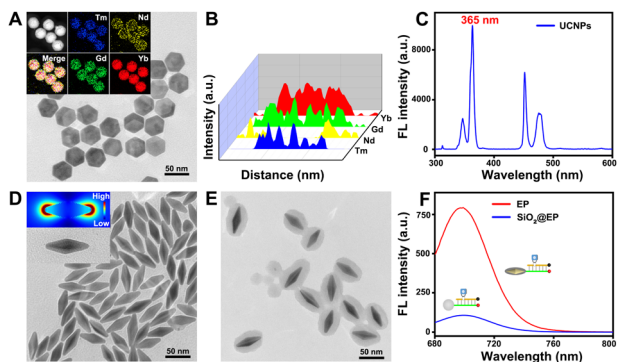 A
Tm
Nd
Merge
Gd
Yb
50 nm
B
Intensity (a.u.)
Yb
Gd
Nd
Tm
Distance (nm)
C
365 nm
UCNPs
FL intensity (a.u.)
10000
5000
0
300
400
500
600
Wavelength (nm)
D
High
Low
50 nm
E
50 nm
F
EP
SiO₂@EP
FL intensity (a.u.)
750
500
250
0
680
720
760
800
Wavelength (nm)